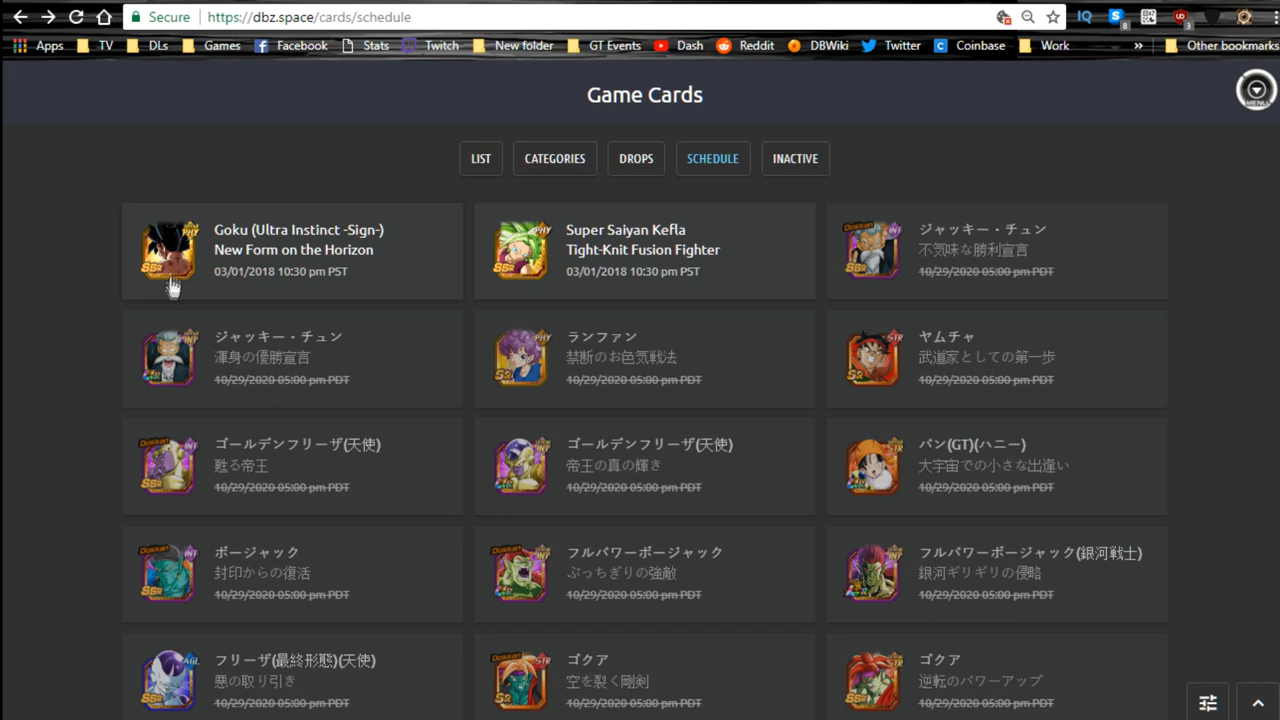 Secure
https://dbz.space/cards/schedule
IQ
Apps TV DLs Games Facebook Stats Twitch New folder GT Events Dash Reddit DBWiki Twitter Coinbase Work » Other bookmarks
Game Cards
MENU
LIST CATEGORIES DROPS SCHEDULE INACTIVE
Goku (Ultra Instinct -Sign-)
New Form on the Horizon
03/01/2018 10:30 pm PST
Super Saiyan Kefla
Tight-Knit Fusion Fighter
03/01/2018 10:30 pm PST
ジャッキー・チュン
不気味な勝利宣言
10/29/2020 05:00 pm PDT
ジャッキー・チュン
渾身の優勝宣言
10/29/2020 05:00 pm PDT
ランファン
禁断のお色気戦法
10/29/2020 05:00 pm PDT
ヤムチャ
武道家としての第一歩
10/29/2020 05:00 pm PDT
ゴールデンフリーザ(天使)
甦る帝王
10/29/2020 05:00 pm PDT
ゴールデンフリーザ(天使)
帝王の真の輝き
10/29/2020 05:00 pm PDT
パン(GT)(ハニー)
大宇宙での小さな出逢い
10/29/2020 05:00 pm PDT
ボージャック
封印からの復活
10/29/2020 05:00 pm PDT
フルパワーボージャック
ぶっちぎりの強敵
10/29/2020 05:00 pm PDT
フルパワーボージャック(銀河戦士)
銀河ギリギリの侵略
10/29/2020 05:00 pm PDT
フリーザ(最終形態)(天使)
悪の取り引き
10/29/2020 05:00 pm PDT
ゴクア
空を裂く剛剣
10/29/2020 05:00 pm PDT
ゴクア
逆転のパワーアップ
10/29/2020 05:00 pm PDT